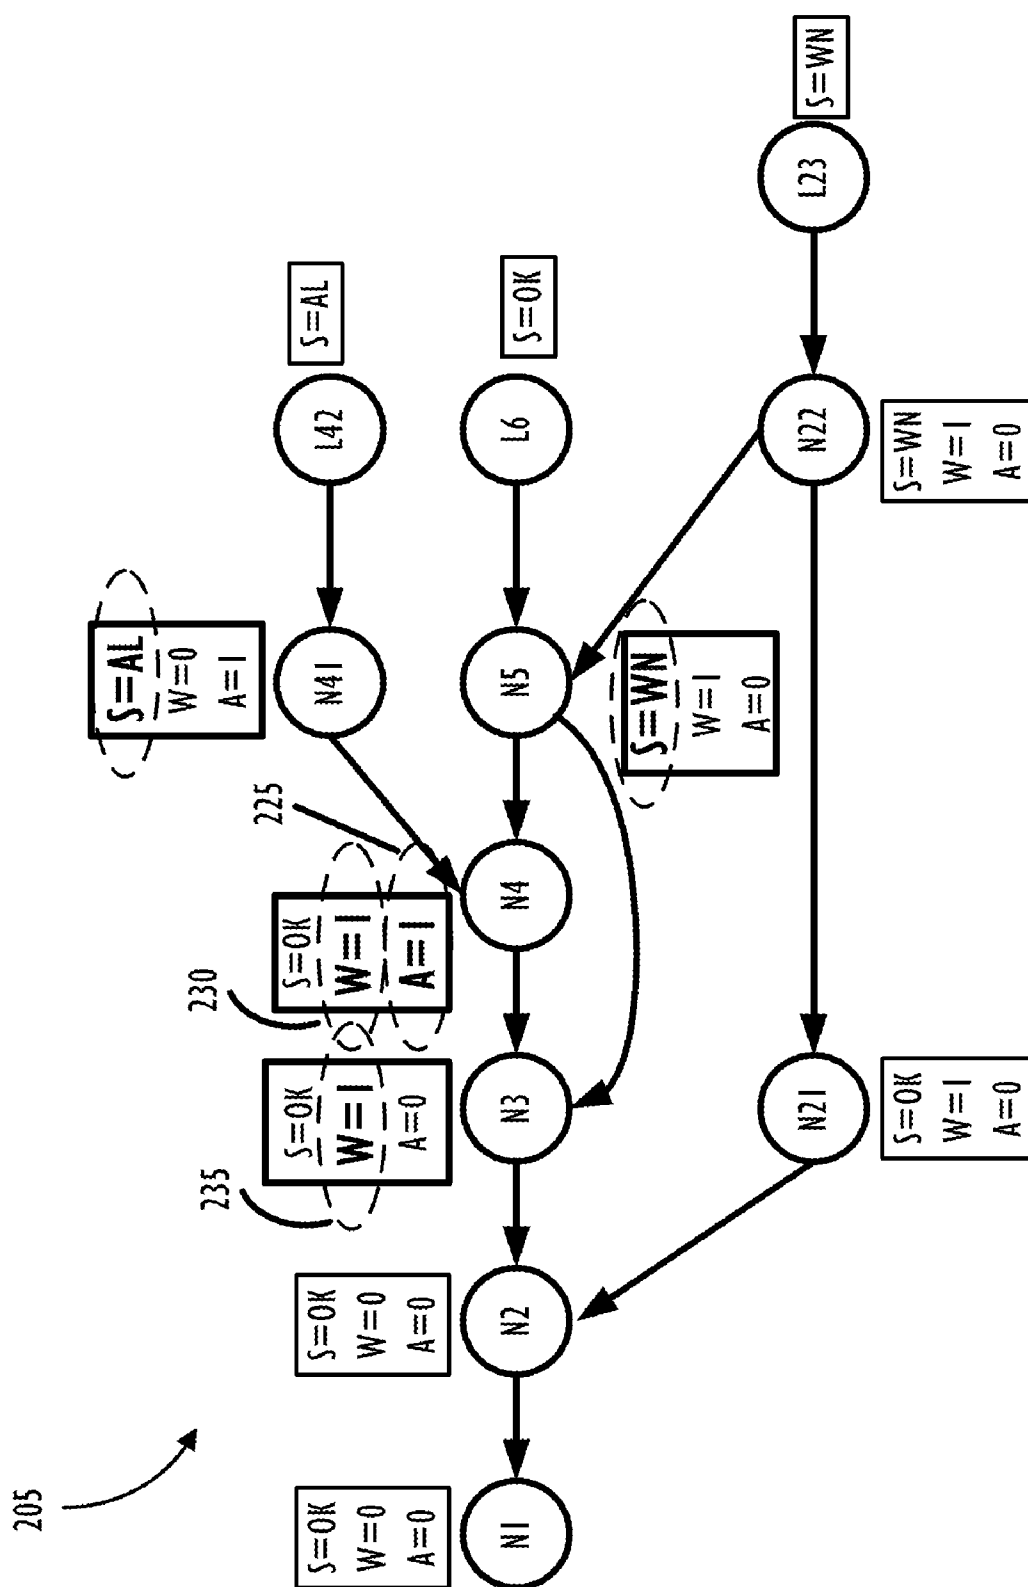 205
S=OK
W=0
A=0
N1
S=OK
W=0
A=0
N2
235
S=OK
W=1
A=0
N3
230
S=OK
W=1
A=1
225
N4
S=AL
W=0
A=1
N41
S=AL
L42
N5
S=WN
W=1
A=0
S=OK
L6
N21
S=OK
W=1
A=0
N22
S=WN
W=1
A=0
L23
S=WN